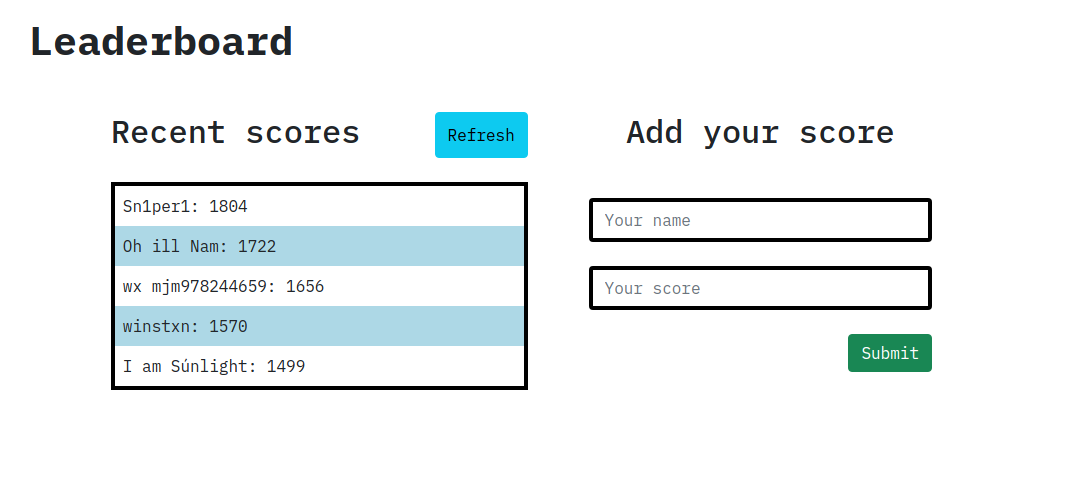 Leaderboard
Recent scores
Refresh
Sn1per1: 1804
Oh ill Nam: 1722
wx mjm978244659: 1656
winstxn: 1570
I am Súnlight: 1499
Add your score
Your name
Your score
Submit